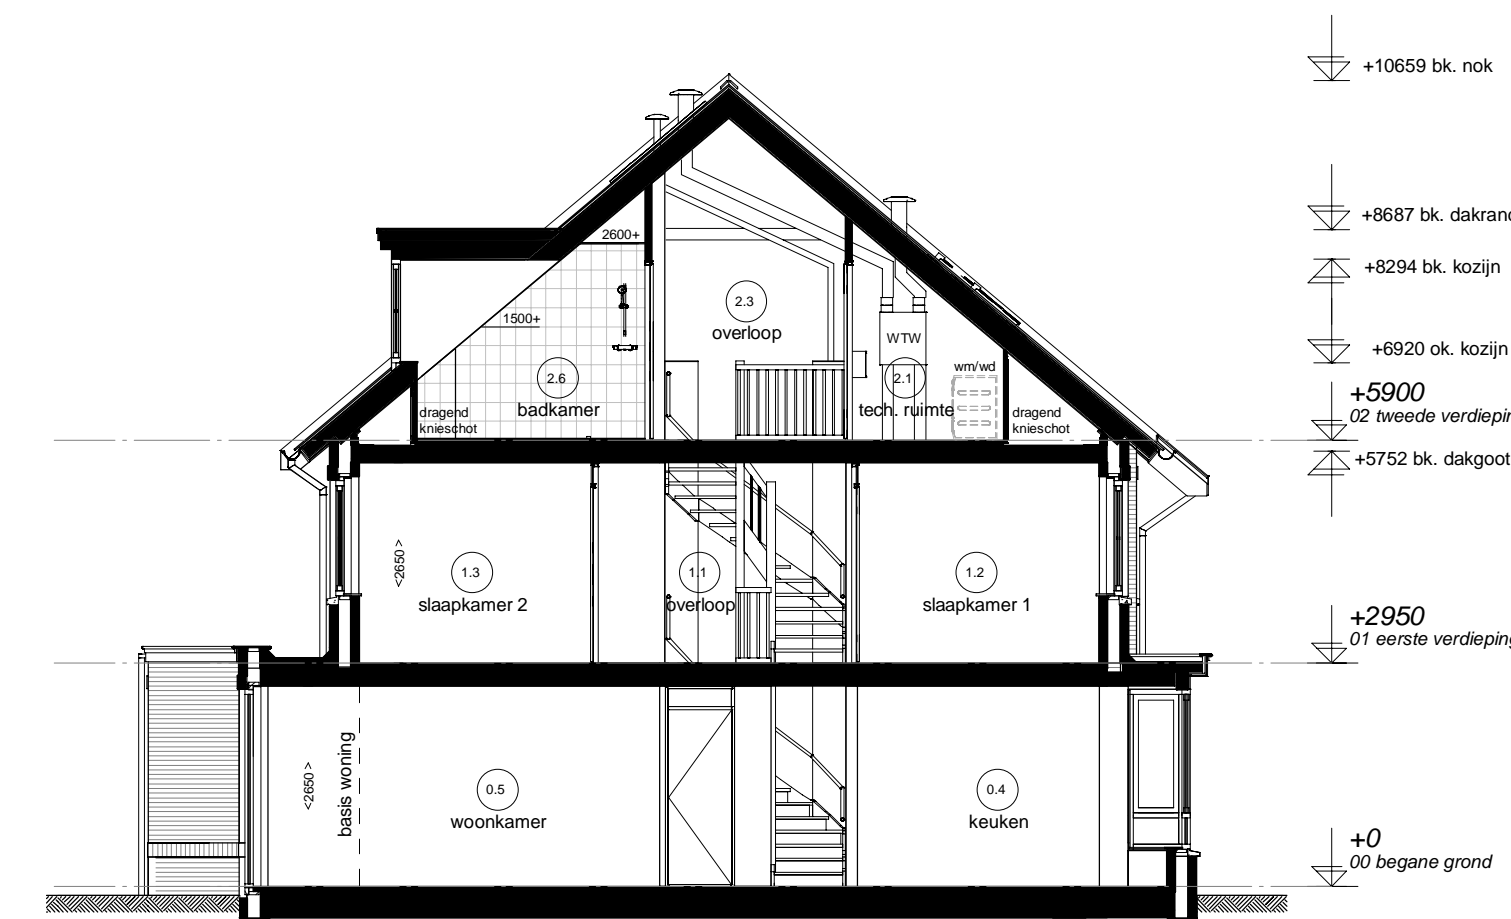 +10659 bk. nok
+8687 bk. dakrand
2600+
+8294 bk. kozijn
2.3
1500+
overloop
WTW
+6920 ok. kozijn
wm/wd
2.6
2.1
+5900
badkamer
tech. ruimte
dragend
knieschot
dragend
knieschot
02 tweede verdiepin
+5752 bk. dakgoot
<2650>
1.3
1.1
1.2
slaapkamer 2
overloop
slaapkamer 1
+2950
01 eerste verdieping
basis woning
<2650>
0.5
0.4
woonkamer
keuken
+0
00 begane grond